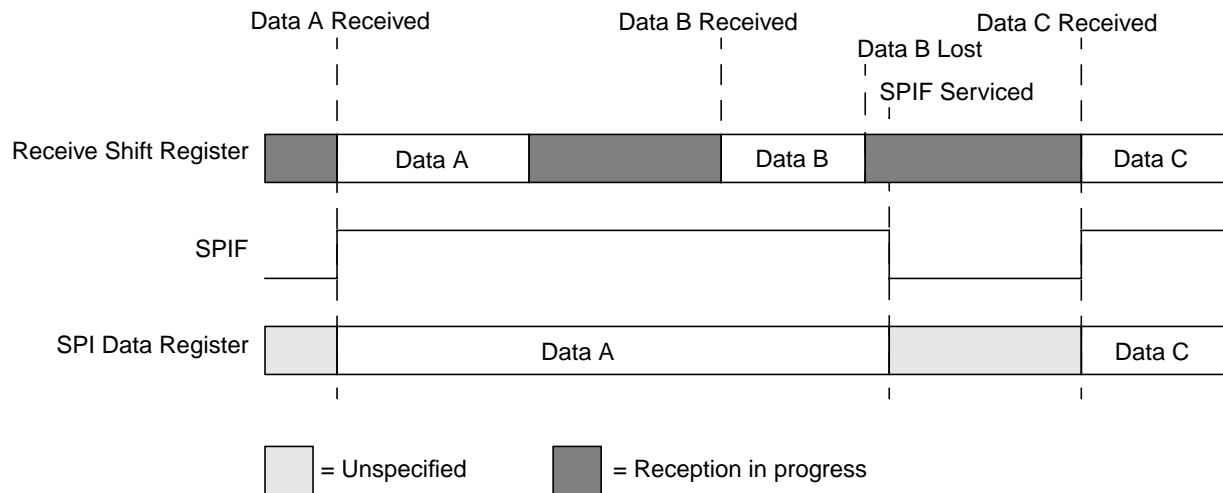 Data A Received
Data B Received
Data C Received
Data B Lost
SPIF Serviced
Receive Shift Register
Data A
Data B
Data C
SPIF
SPI Data Register
Data A
Data C
= Unspecified
= Reception in progress